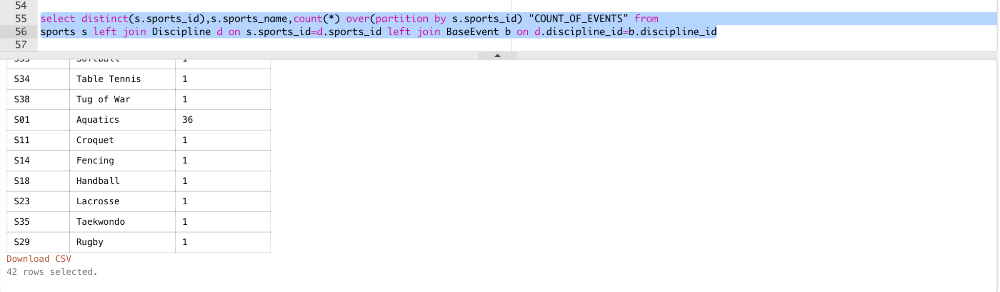 54
55 select distinct(s.sports_id),s.sports_name,count(*) over(partition by s.sports_id) "COUNT_OF_EVENTS" from
56 sports s left join Discipline d on s.sports_id=d.sports_id left join BaseEvent b on d.discipline_id=b.discipline_id
57
S34 Table Tennis 1
S38 Tug of War 1
S01 Aquatics 36
S11 Croquet 1
S14 Fencing 1
S18 Handball 1
S23 Lacrosse 1
S35 Taekwondo 1
S29 Rugby 1
Download CSV
42 rows selected.